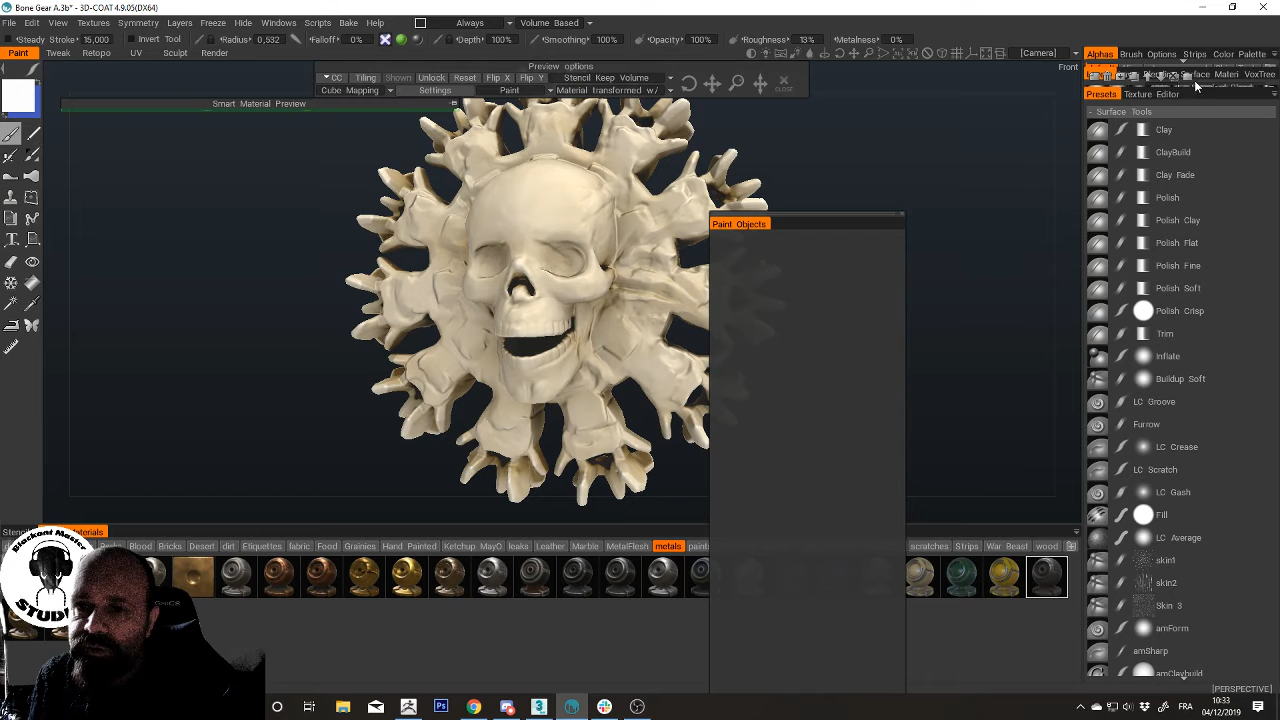 Bone Gear A.3b* - 3D-COAT 4.9.05(DX64)
File Edit View Symmetry Textures Layers Freeze Hide Windows Scripts Bake Help Always Volume Based
Steady Stroke 15,000 Invert Tool Radius: 0,532 Falloff: 0% Depth: 100% Smoothing: 100% Opacity: 100% Roughness: 13% Metalness: 0% [Camera]
Paint Tweak Retopo UV Sculpt Render
Alphas Brush Options Strips Color Palette
Front
Preview options
CC Tiling Shown Unlock Reset Flip X Flip Y Stencil Keep Volume
Cube Mapping Settings Paint Material transformed w/ CLOSE
Smart Material Preview
Materi VoxTree
Presets Texture Editor
- Surface Tools
Clay
ClayBuild
Clay Fade
Polish
Polish Clay
Polish Flat
Polish Fine
Polish Soft
Polish Crisp
Trim
Inflate
Buildup Soft
LC Groove
Furrow
LC Crease
LC Scratch
LC Gash
Fill
LC Average
skin1
skin2
Skin 3
amForm
amSharp
amClaybuild
Paint Objects
Blackout Master
STUDIO
Blood Bricks Desert dirt Etiquettes fabric Food Grainies Hand Painted Ketchup MayO leaks Leather Marble MetalFlesh metals scratches Strips War Beast wood
[PERSPECTIVE]
FRA
10:33
04/12/2019